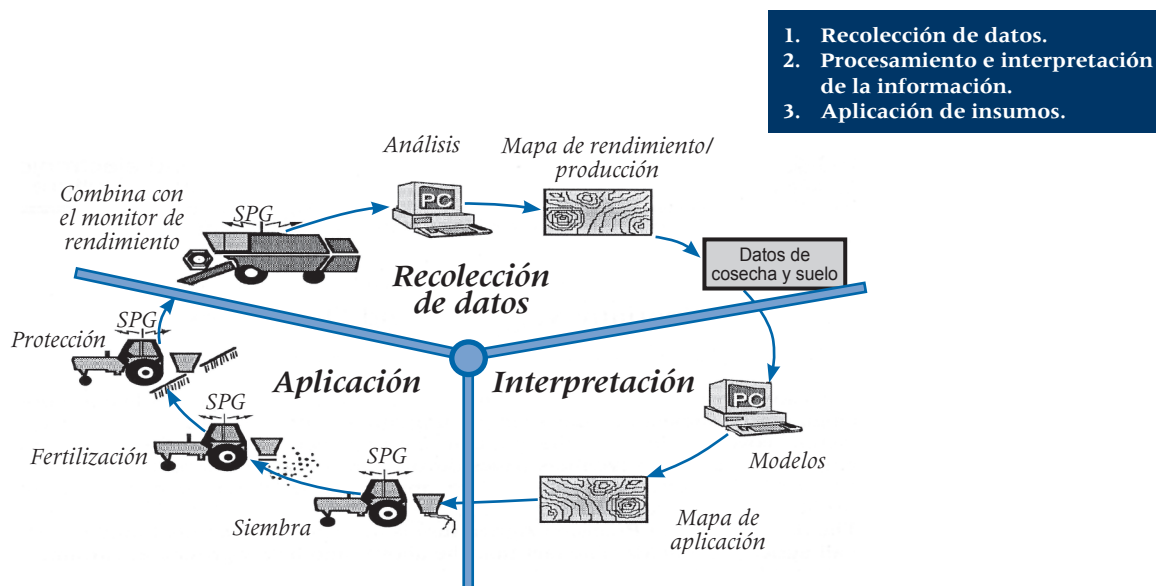 1. Recolección de datos.
2. Procesamiento e interpretación
de la información.
3. Aplicación de insumos.
Análisis
Mapa de rendimiento/
producción
Combina con
el monitor de
rendimiento
SPG
PC
Datos de
cosecha y suelo
Recolección
de datos
SPG
Protección
Aplicación
Interpretación
PC
SPG
Fertilización
Modelos
SPG
Siembra
Mapa de
aplicación